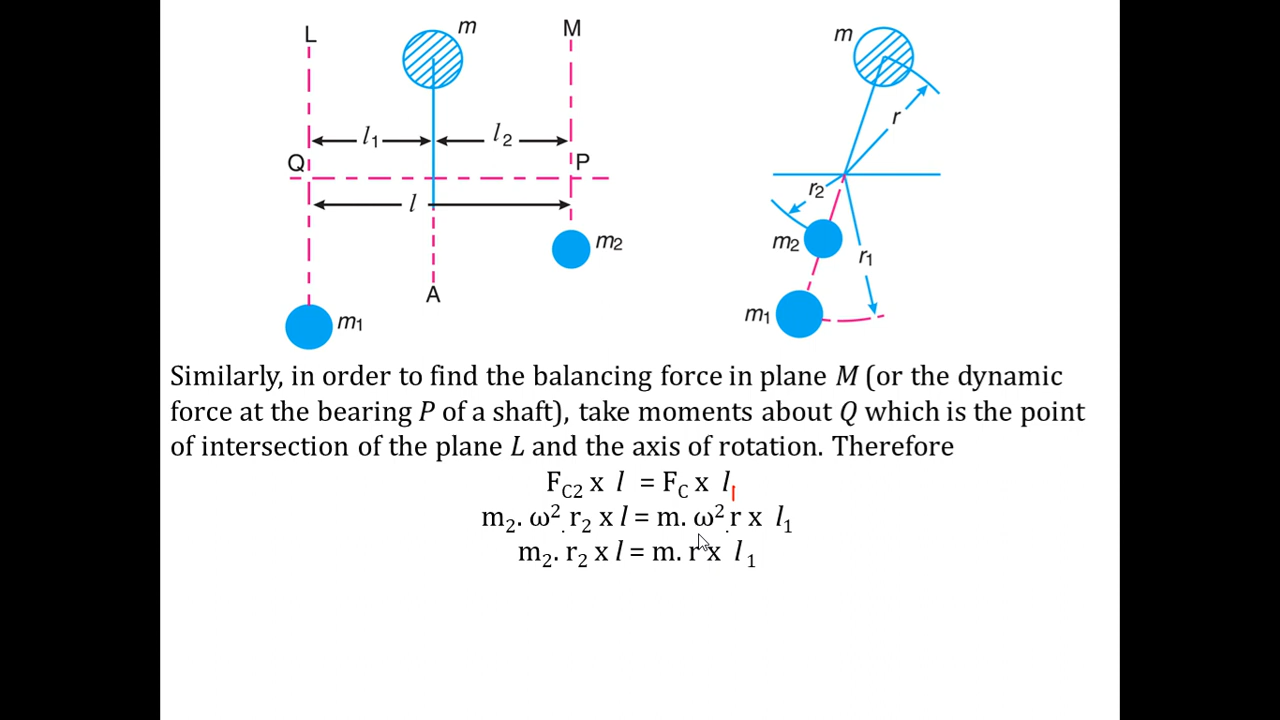 L
m
M
m
l₁
l₂
r
Q
P
l
r₂
m₂
m₂
r₁
A
m₁
m₁
Similarly, in order to find the balancing force in plane M (or the dynamic
force at the bearing P of a shaft), take moments about Q which is the point
of intersection of the plane L and the axis of rotation. Therefore
F_C2 x l = F_C x l₁
m₂. ω². r₂ x l = m. ω². r x l₁
m₂. r₂ x l = m. r x l₁